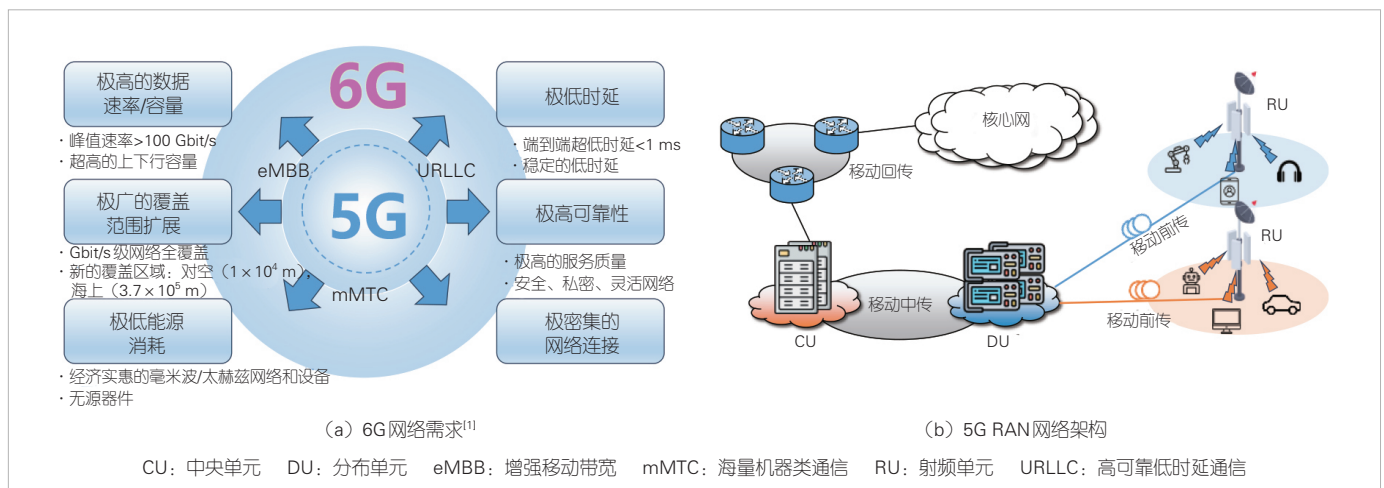 6G
5G
eMBB
URLLC
mMTC
极高的数据
速率/容量
· 峰值速率>100 Gbit/s
· 超高的上下行容量
极广的覆盖
范围扩展
· Gbit/s级网络全覆盖
· 新的覆盖区域：对空（1×10⁴ m）、
海上（3.7×10⁵ m）
极低能源
消耗
· 经济实惠的毫米波/太赫兹网络和设备
· 无源器件
极低时延
· 端到端超低时延<1 ms
· 稳定的低时延
极高可靠性
· 极高的服务质量
· 安全、私密、灵活网络
极密集的
网络连接
（a）6G网络需求[1]
核心网
移动回传
CU
移动中传
DU
移动前传
移动前传
RU
RU
（b）5G RAN网络架构
CU：中央单元 DU：分布单元 eMBB：增强移动带宽 mMTC：海量机器类通信 RU：射频单元 URLLC：高可靠低时延通信